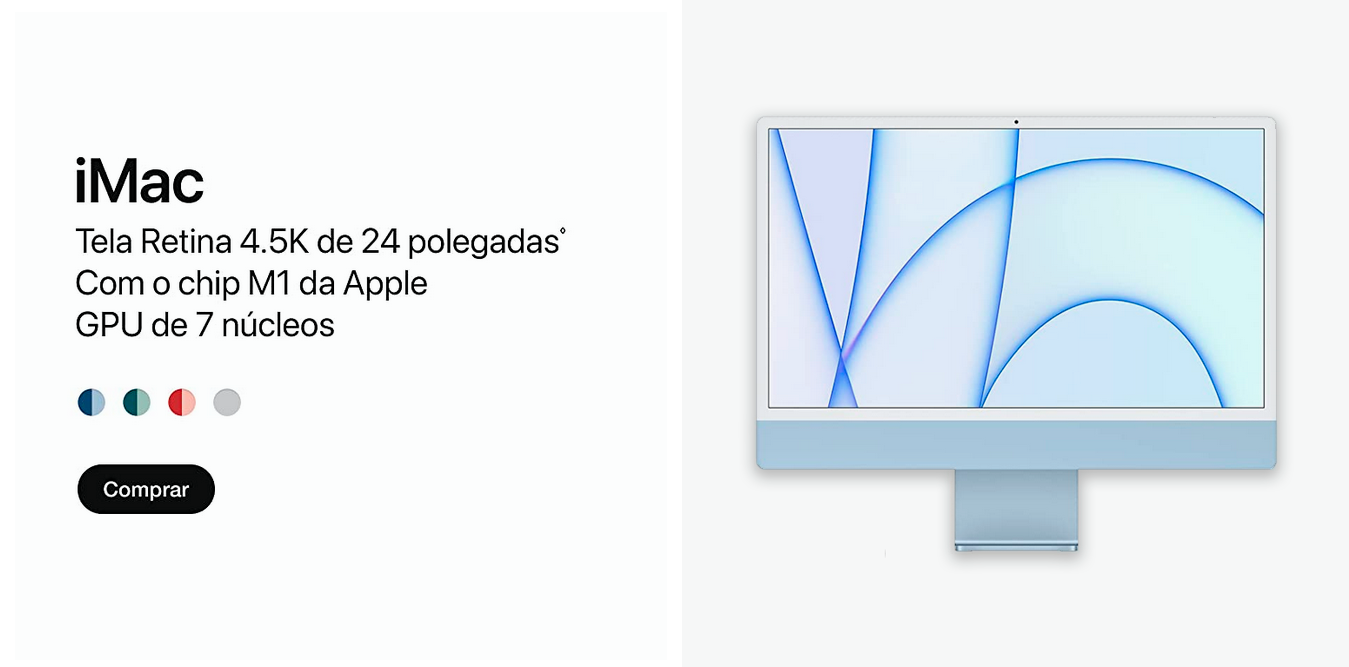 iMac
Tela Retina 4.5K de 24 polegadas◊
Com o chip M1 da Apple
GPU de 7 núcleos
Comprar